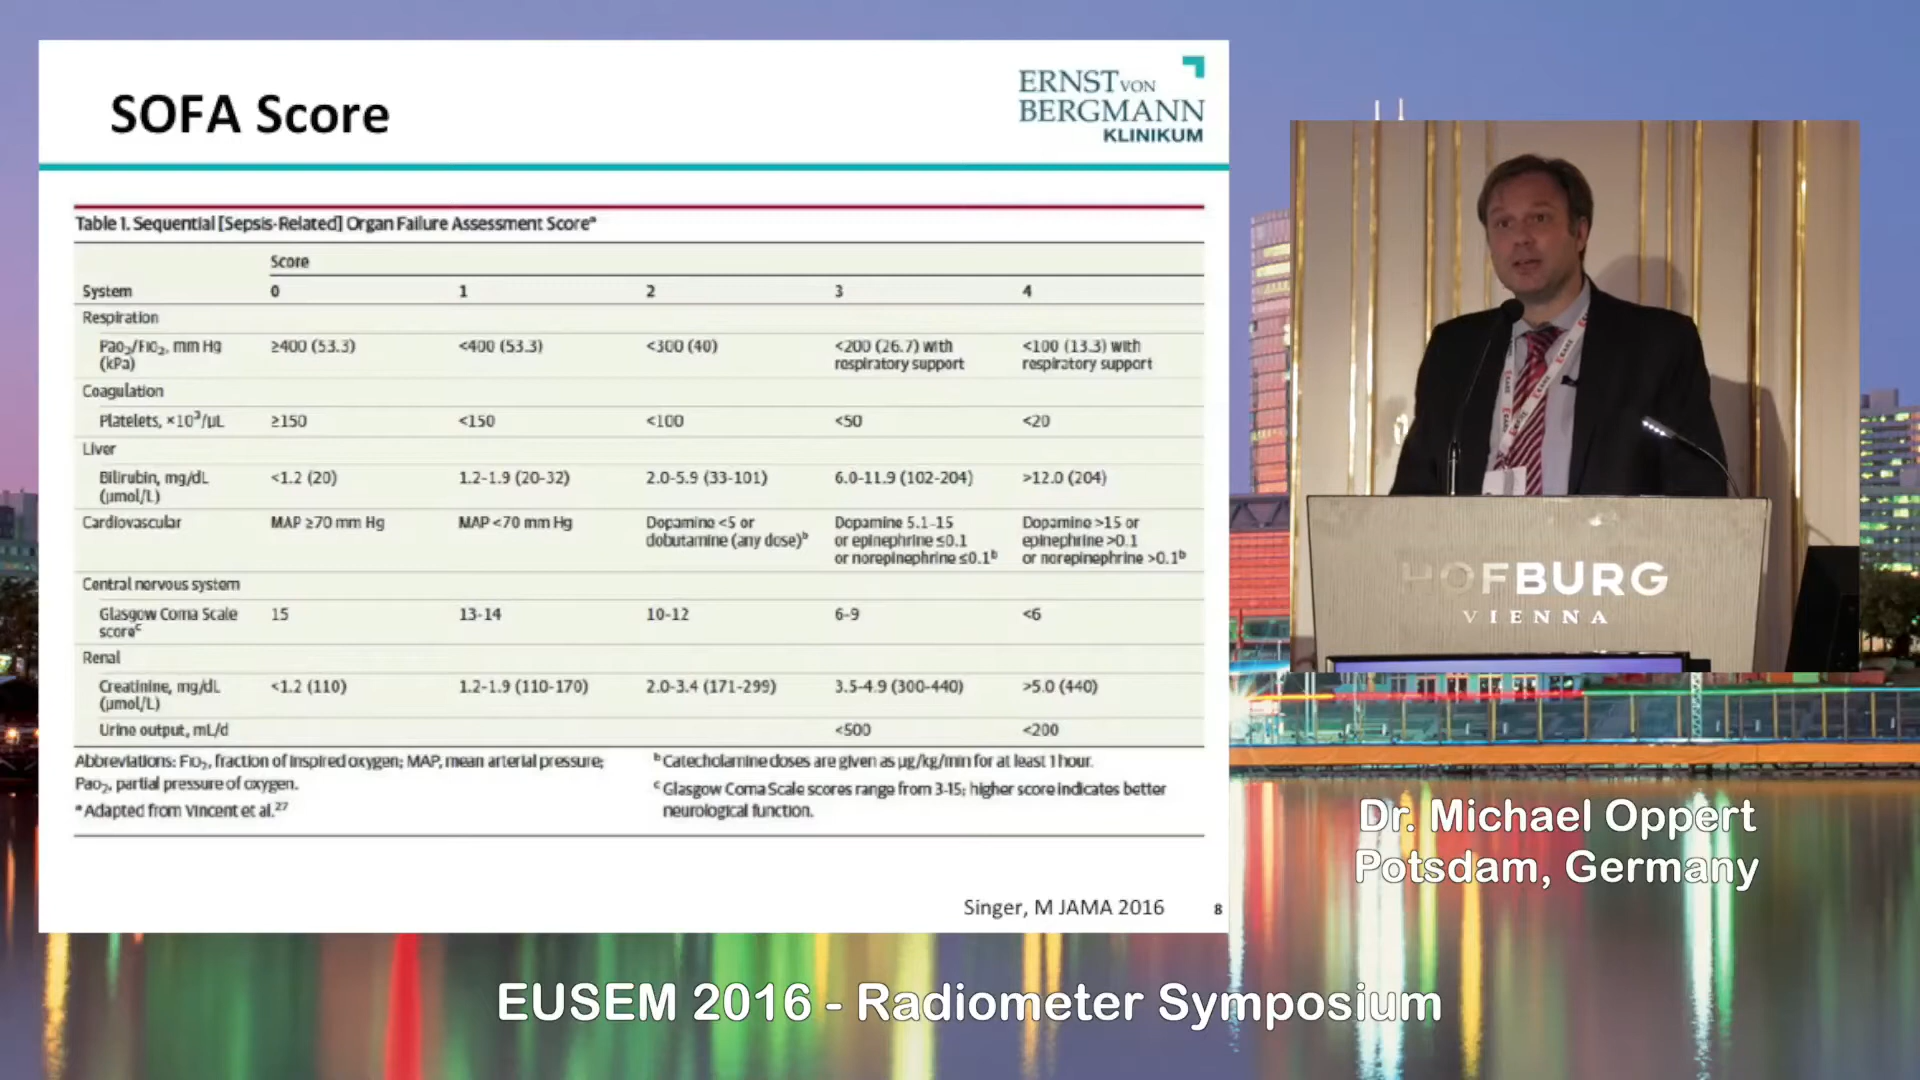 SOFA Score
ERNST VON
BERGMANN
KLINIKUM
Table 1. Sequential [Sepsis-Related] Organ Failure Assessment Scoreᵃ
Score
System 0 1 2 3 4
Respiration
Pao₂/Fio₂, mm Hg ≥400 (53.3) <400 (53.3) <300 (40) <200 (26.7) with <100 (13.3) with
(kPa) respiratory support respiratory support
Coagulation
Platelets, ×10³/μL ≥150 <150 <100 <50 <20
Liver
Bilirubin, mg/dL <1.2 (20) 1.2-1.9 (20-32) 2.0-5.9 (33-101) 6.0-11.9 (102-204) >12.0 (204)
(μmol/L)
Cardiovascular MAP ≥70 mm Hg MAP <70 mm Hg Dopamine <5 or Dopamine 5.1-15 Dopamine >15 or
dobutamine (any dose)ᵇ or epinephrine ≤0.1 epinephrine >0.1
or norepinephrine ≤0.1ᵇ or norepinephrine >0.1ᵇ
Central nervous system
Glasgow Coma Scale 15 13-14 10-12 6-9 <6
scoreᶜ
Renal
Creatinine, mg/dL <1.2 (110) 1.2-1.9 (110-170) 2.0-3.4 (171-299) 3.5-4.9 (300-440) >5.0 (440)
(μmol/L)
Urine output, mL/d <500 <200
Abbreviations: Fio₂, fraction of inspired oxygen; MAP, mean arterial pressure;
Pao₂, partial pressure of oxygen.
ᵃ Adapted from Vincent et al.²⁷
ᵇ Catecholamine doses are given as μg/kg/min for at least 1 hour.
ᶜ Glasgow Coma Scale scores range from 3-15; higher score indicates better
neurological function.
Singer, M JAMA 2016
8
HOFBURG
VIENNA
Dr. Michael Oppert
Potsdam, Germany
EUSEM 2016 - Radiometer Symposium